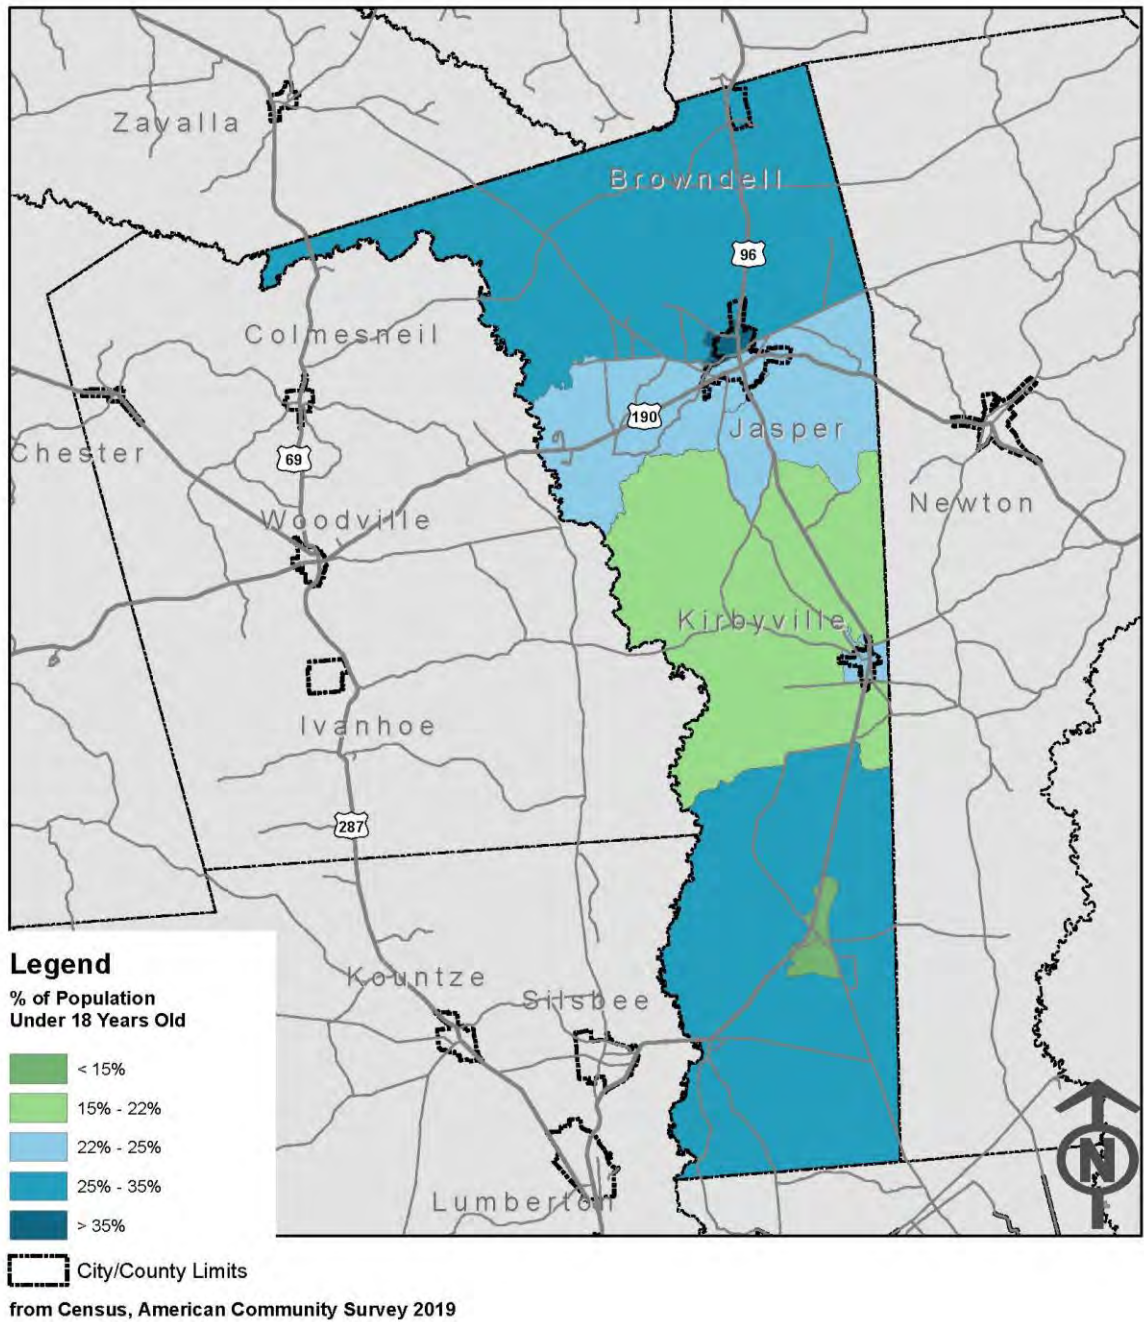 Zavalla
Browndell
96
Colmesneil
190
Jasper
Chester
69
Newton
Woodville
Kirbyville
Ivanhoe
287
Kountze
Silsbee
Lumberton
N
Legend
% of Population
Under 18 Years Old
< 15%
15% - 22%
22% - 25%
25% - 35%
> 35%
City/County Limits
from Census, American Community Survey 2019